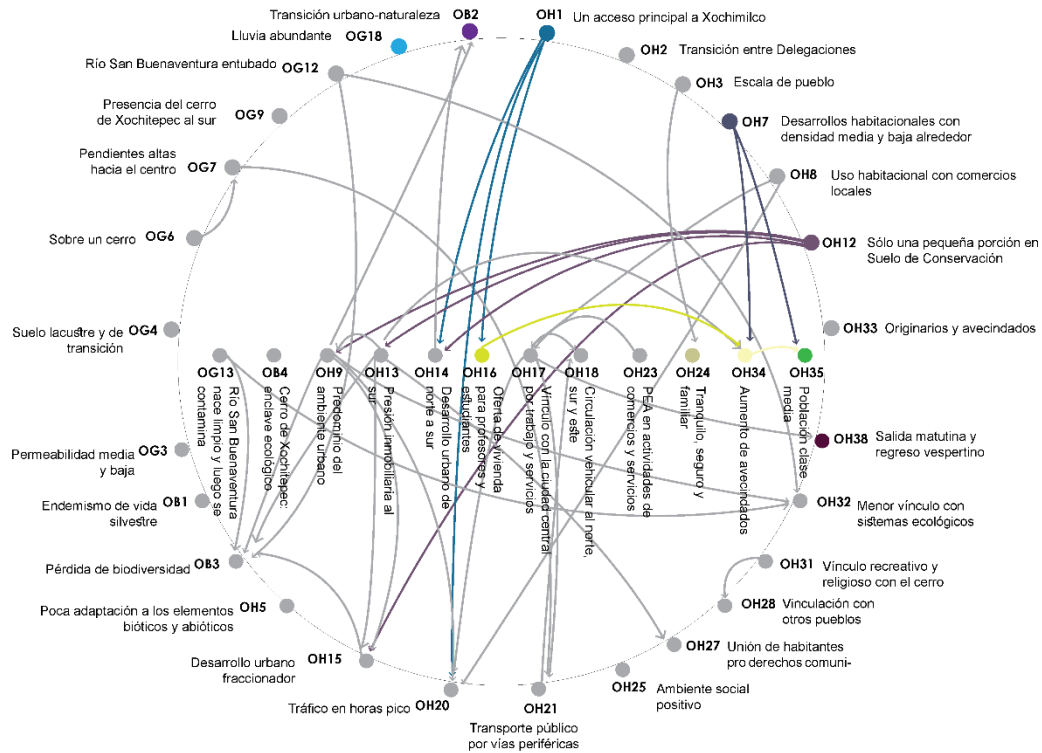 Transición urbano-naturaleza OB2
OH1 Un acceso principal a Xochimilco
Lluvia abundante OG18
OH2 Transición entre Delegaciones
Río San Buenaventura entubado OG12
OH3 Escala de pueblo
Presencia del cerro
de Xochitepec al sur OG9
OH7 Desarrollos habitacionales con
densidad media y baja alrededor
Pendientes altas
hacia el centro OG7
OH8 Uso habitacional con comercios
locales
Sobre un cerro OG6
OH12 Sólo una pequeña porción en
Suelo de Conservación
Suelo lacustre y de
transición OG4
OH33 Originarios y avecindados
OG13
Río San Buenaventura
nace limpio y luego se
contamina
OB4
Cerro de Xochitepec:
enclave ecológico
OH9
Predominio del
ambiente urbano
OH13
Presión inmobiliaria al
sur
OH14
Desarrollo urbano de
norte a sur
OH16
Oferta de vivienda
para profesores y
estudiantes
OH17
Vínculo con la ciudad central
por trabajo y servicios
OH18
Circulación vehicular al norte,
sur y este
OH23
PEA en actividades de
comercios y servicios
OH24
Tranquilo, seguro y
familiar
OH34
Aumento de avecindados
OH35
Población clase
media
Permeabilidad media
y baja OG3
OH38 Salida matutina y
regreso vespertino
Endemismo de vida
silvestre OB1
OH32 Menor vínculo con
sistemas ecológicos
Pérdida de biodiversidad OB3
OH31 Vínculo recreativo y
religioso con el cerro
Poca adaptación a los elementos
bióticos y abióticos OH5
OH28 Vinculación con
otros pueblos
Desarrollo urbano
fraccionador OH15
OH27 Unión de habitantes
pro derechos comuni-
Tráfico en horas pico OH20
OH25 Ambiente social
positivo
OH21
Transporte público
por vías periféricas